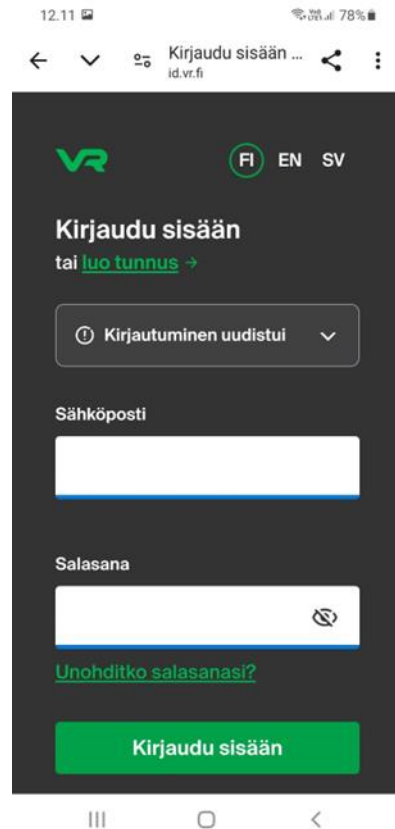 12.11 78%
Kirjaudu sisään ...
id.vr.fi
VR FI EN SV
Kirjaudu sisään
tai luo tunnus →
Kirjautuminen uudistui
Sähköposti
Salasana
Unohditko salasanasi?
Kirjaudu sisään